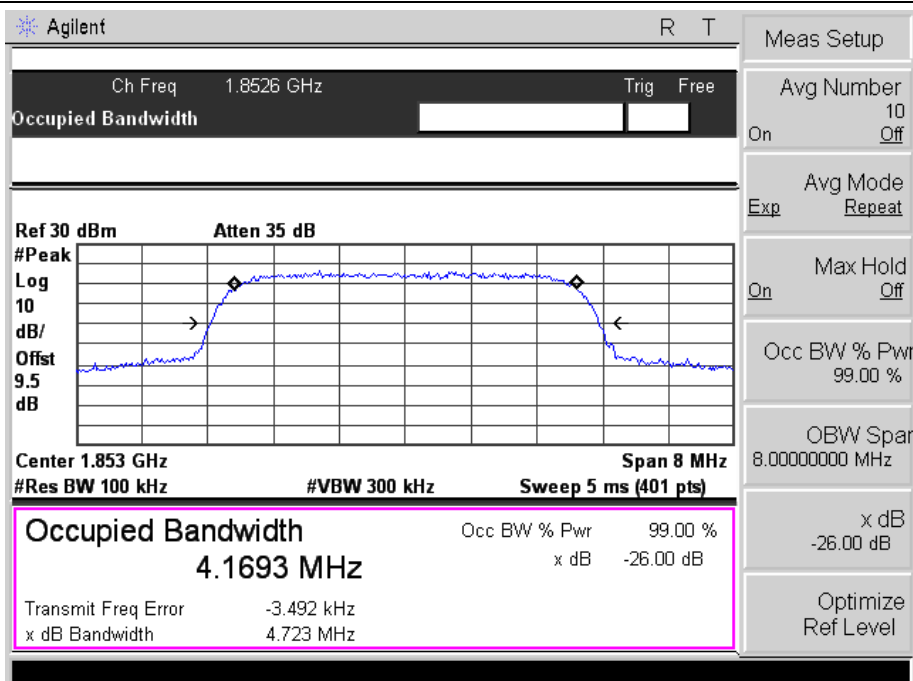 Agilent
R T
Ch Freq 1.8526 GHz Trig Free
Occupied Bandwidth
Ref 30 dBm Atten 35 dB
#Peak
Log
10
dB/
Offst
9.5
dB
Center 1.853 GHz Span 8 MHz
#Res BW 100 kHz #VBW 300 kHz Sweep 5 ms (401 pts)
Occupied Bandwidth
4.1693 MHz
Occ BW % Pwr 99.00 %
x dB -26.00 dB
Transmit Freq Error -3.492 kHz
x dB Bandwidth 4.723 MHz
Meas Setup
Avg Number
10
On Off
Avg Mode
Exp Repeat
Max Hold
On Off
Occ BW % Pwr
99.00 %
OBW Span
8.00000000 MHz
x dB
-26.00 dB
Optimize
Ref Level